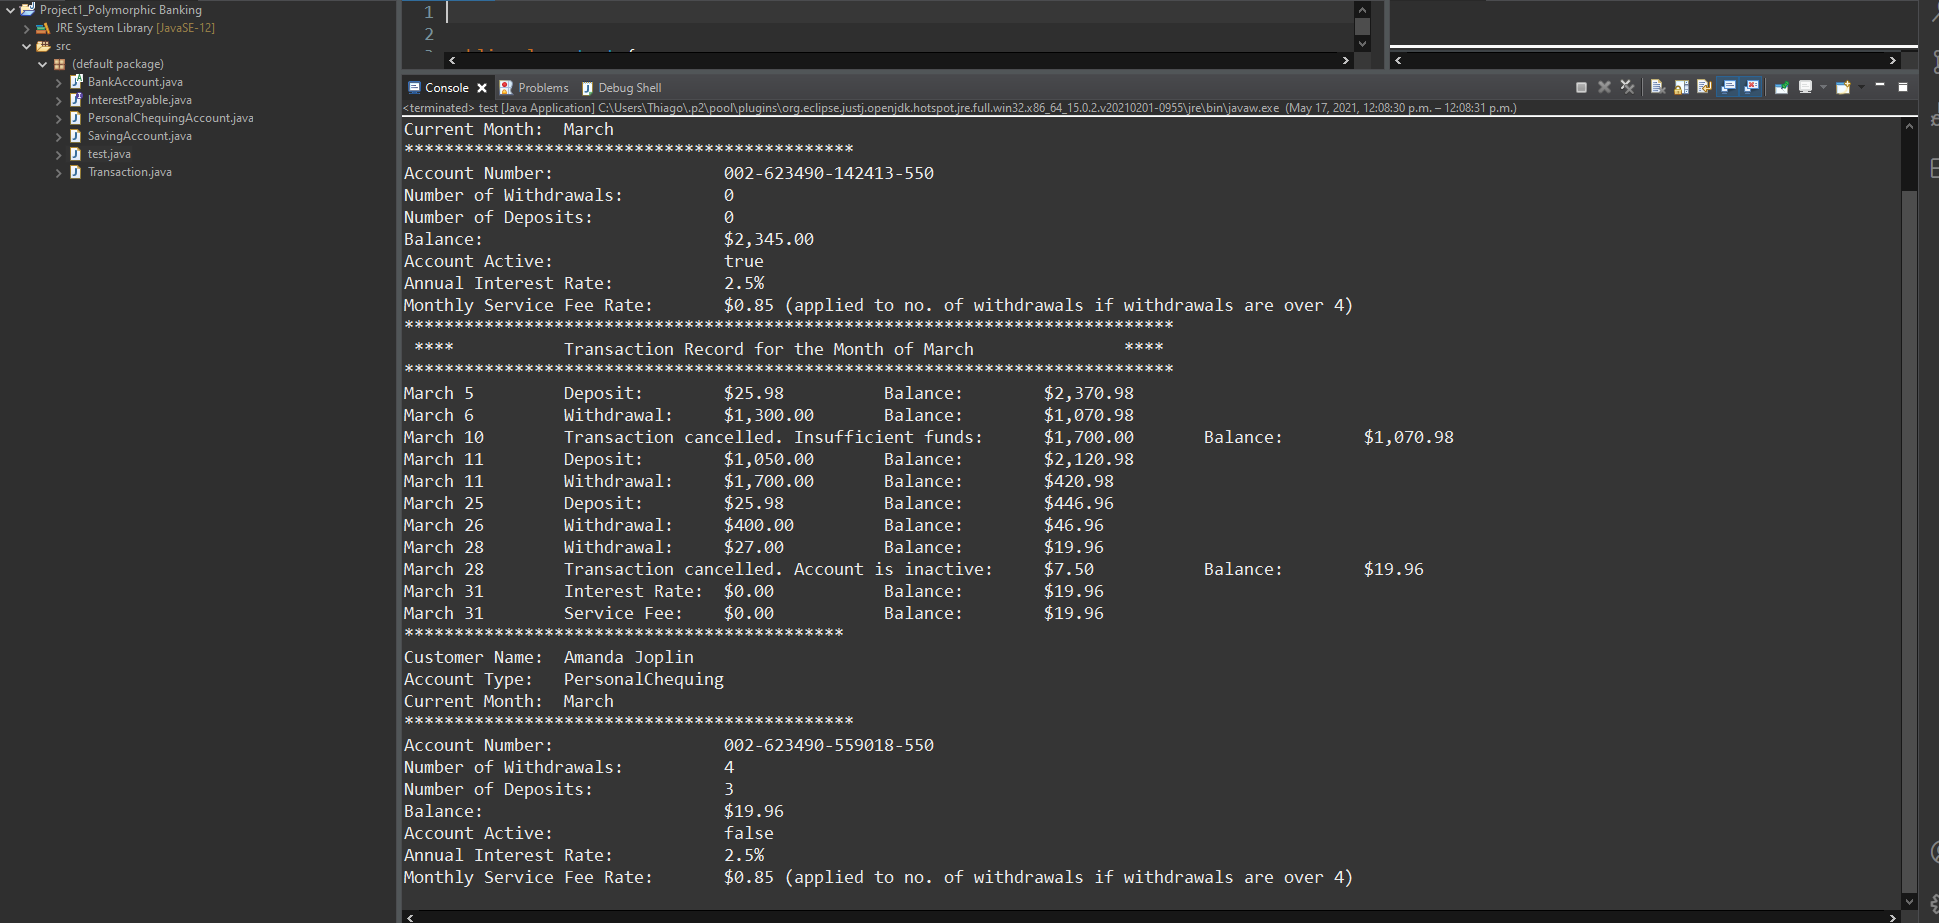 Project1_Polymorphic Banking
JRE System Library [JavaSE-12]
src
(default package)
BankAccount.java
InterestPayable.java
PersonalChequingAccount.java
SavingAccount.java
test.java
Transaction.java
1
2
Console Problems Debug Shell
<terminated> test [Java Application] C:\Users\Thiago\.p2\pool\plugins\org.eclipse.justj.openjdk.hotspot.jre.full.win32.x86_64_15.0.2.v20210201-0955\jre\bin\javaw.exe (May 17, 2021, 12:08:30 p.m. – 12:08:31 p.m.)
Current Month: March
*********************************************
Account Number: 002-623490-142413-550
Number of Withdrawals: 0
Number of Deposits: 0
Balance: $2,345.00
Account Active: true
Annual Interest Rate: 2.5%
Monthly Service Fee Rate: $0.85 (applied to no. of withdrawals if withdrawals are over 4)
*****************************************************************************
**** Transaction Record for the Month of March ****
*****************************************************************************
March 5 Deposit: $25.98 Balance: $2,370.98
March 6 Withdrawal: $1,300.00 Balance: $1,070.98
March 10 Transaction cancelled. Insufficient funds: $1,700.00 Balance: $1,070.98
March 11 Deposit: $1,050.00 Balance: $2,120.98
March 11 Withdrawal: $1,700.00 Balance: $420.98
March 25 Deposit: $25.98 Balance: $446.96
March 26 Withdrawal: $400.00 Balance: $46.96
March 28 Withdrawal: $27.00 Balance: $19.96
March 28 Transaction cancelled. Account is inactive: $7.50 Balance: $19.96
March 31 Interest Rate: $0.00 Balance: $19.96
March 31 Service Fee: $0.00 Balance: $19.96
********************************************
Customer Name: Amanda Joplin
Account Type: PersonalChequing
Current Month: March
*********************************************
Account Number: 002-623490-559018-550
Number of Withdrawals: 4
Number of Deposits: 3
Balance: $19.96
Account Active: false
Annual Interest Rate: 2.5%
Monthly Service Fee Rate: $0.85 (applied to no. of withdrawals if withdrawals are over 4)